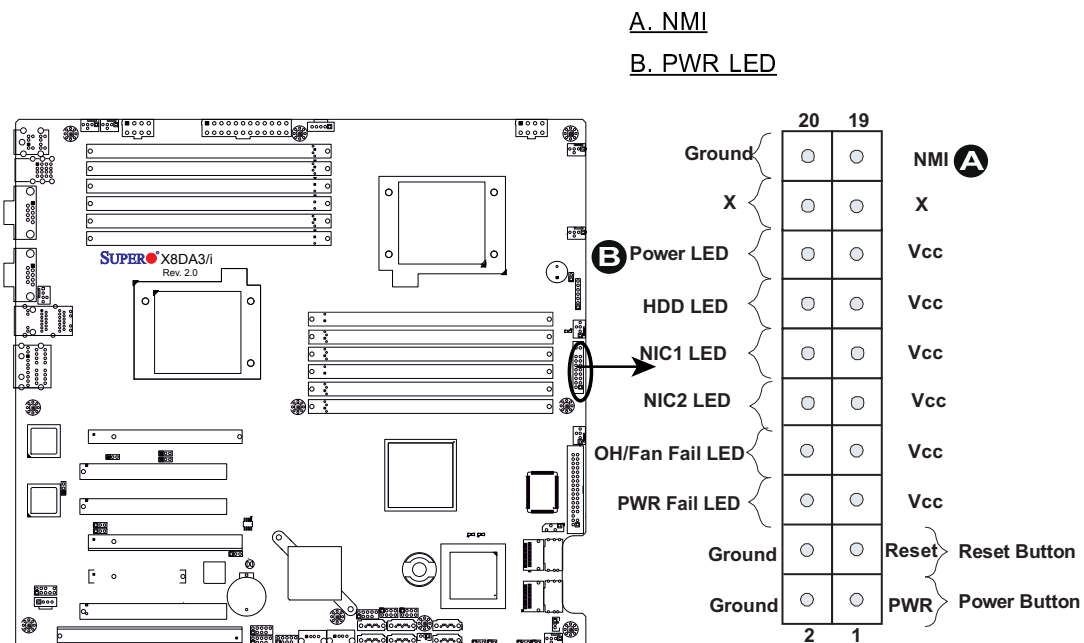 A. NMI
B. PWR LED
20 19
Ground NMI A
X X
B Power LED Vcc
HDD LED Vcc
NIC1 LED Vcc
NIC2 LED Vcc
OH/Fan Fail LED Vcc
PWR Fail LED Vcc
Ground Reset Reset Button
Ground PWR Power Button
2 1
SUPER X8DA3/i
Rev. 2.0